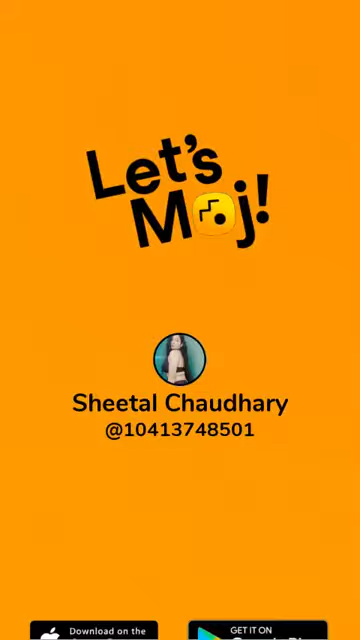 Let's
Moj!
Sheetal Chaudhary
@10413748501
Download on the
GET IT ON